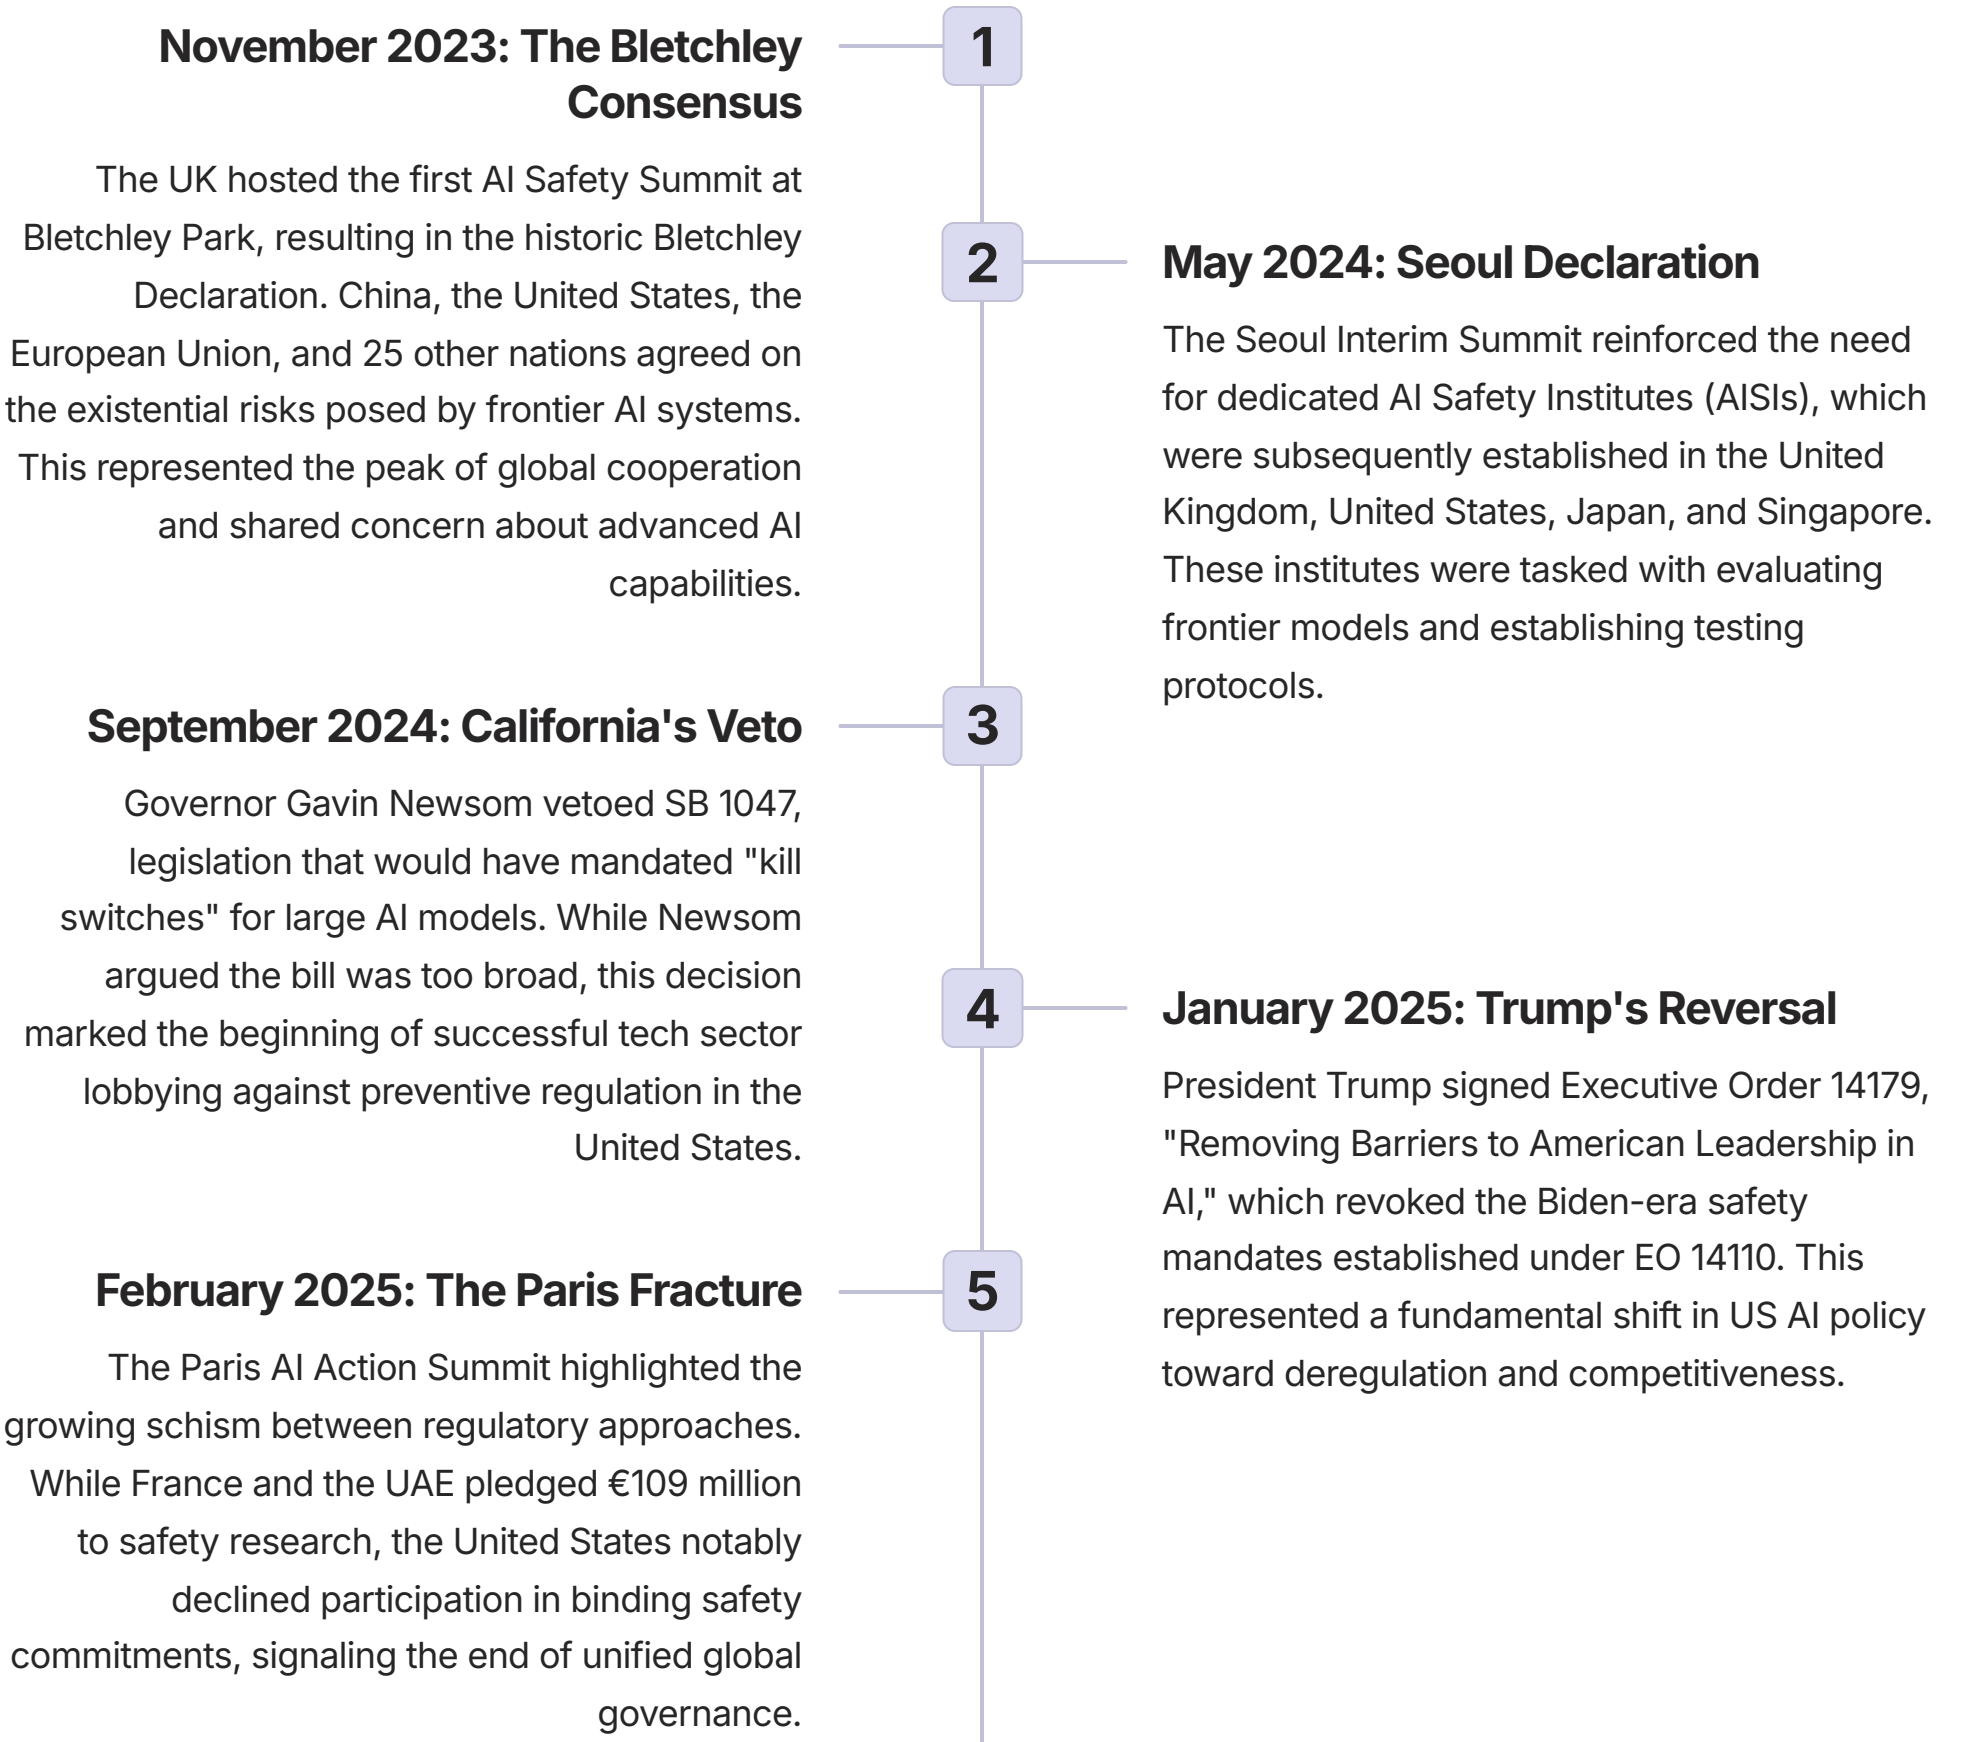 1
November 2023: The Bletchley
Consensus
The UK hosted the first AI Safety Summit at
Bletchley Park, resulting in the historic Bletchley
Declaration. China, the United States, the
European Union, and 25 other nations agreed on
the existential risks posed by frontier AI systems.
This represented the peak of global cooperation
and shared concern about advanced AI
capabilities.
2
May 2024: Seoul Declaration
The Seoul Interim Summit reinforced the need
for dedicated AI Safety Institutes (AISIs), which
were subsequently established in the United
Kingdom, United States, Japan, and Singapore.
These institutes were tasked with evaluating
frontier models and establishing testing
protocols.
3
September 2024: California's Veto
Governor Gavin Newsom vetoed SB 1047,
legislation that would have mandated "kill
switches" for large AI models. While Newsom
argued the bill was too broad, this decision
marked the beginning of successful tech sector
lobbying against preventive regulation in the
United States.
4
January 2025: Trump's Reversal
President Trump signed Executive Order 14179,
"Removing Barriers to American Leadership in
AI," which revoked the Biden-era safety
mandates established under EO 14110. This
represented a fundamental shift in US AI policy
toward deregulation and competitiveness.
5
February 2025: The Paris Fracture
The Paris AI Action Summit highlighted the
growing schism between regulatory approaches.
While France and the UAE pledged €109 million
to safety research, the United States notably
declined participation in binding safety
commitments, signaling the end of unified global
governance.